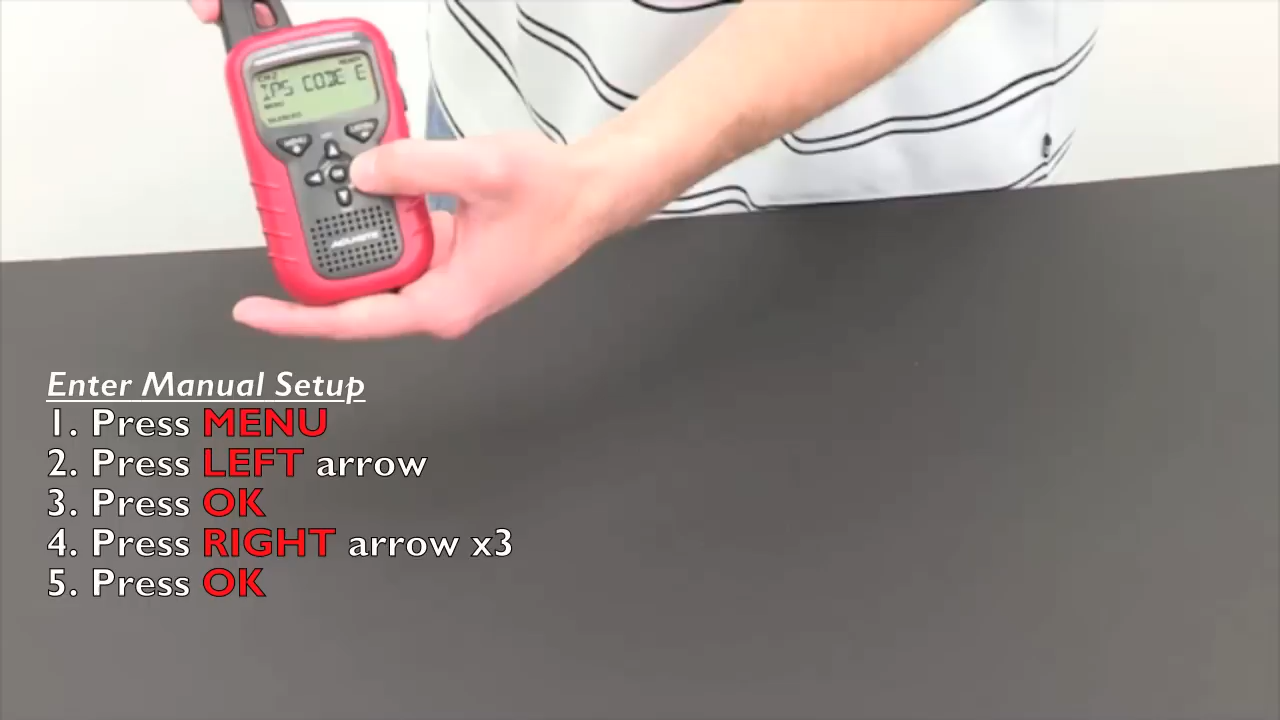 IPS CODE E
MENU
ACURITE
Enter Manual Setup
1. Press MENU
2. Press LEFT arrow
3. Press OK
4. Press RIGHT arrow x3
5. Press OK